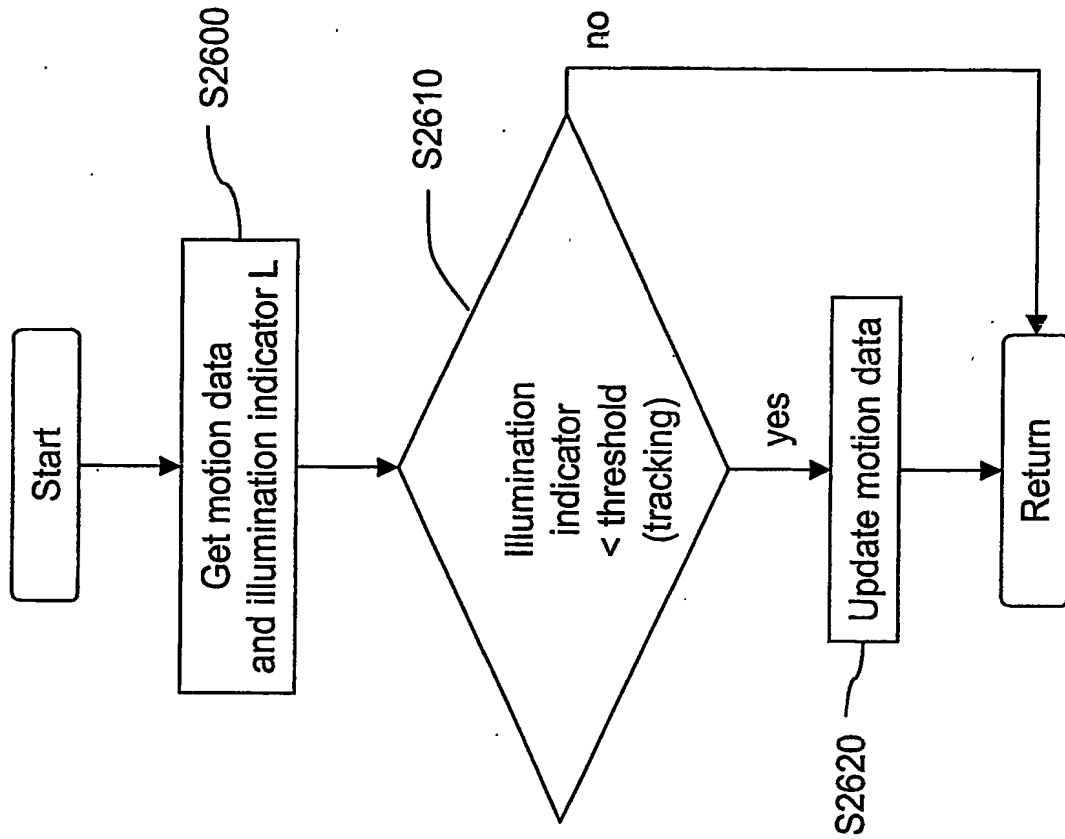 Start
S2600
Get motion data
and illumination indicator L
S2610
Illumination
indicator
< threshold
(tracking)
no
yes
S2620
Update motion data
Return